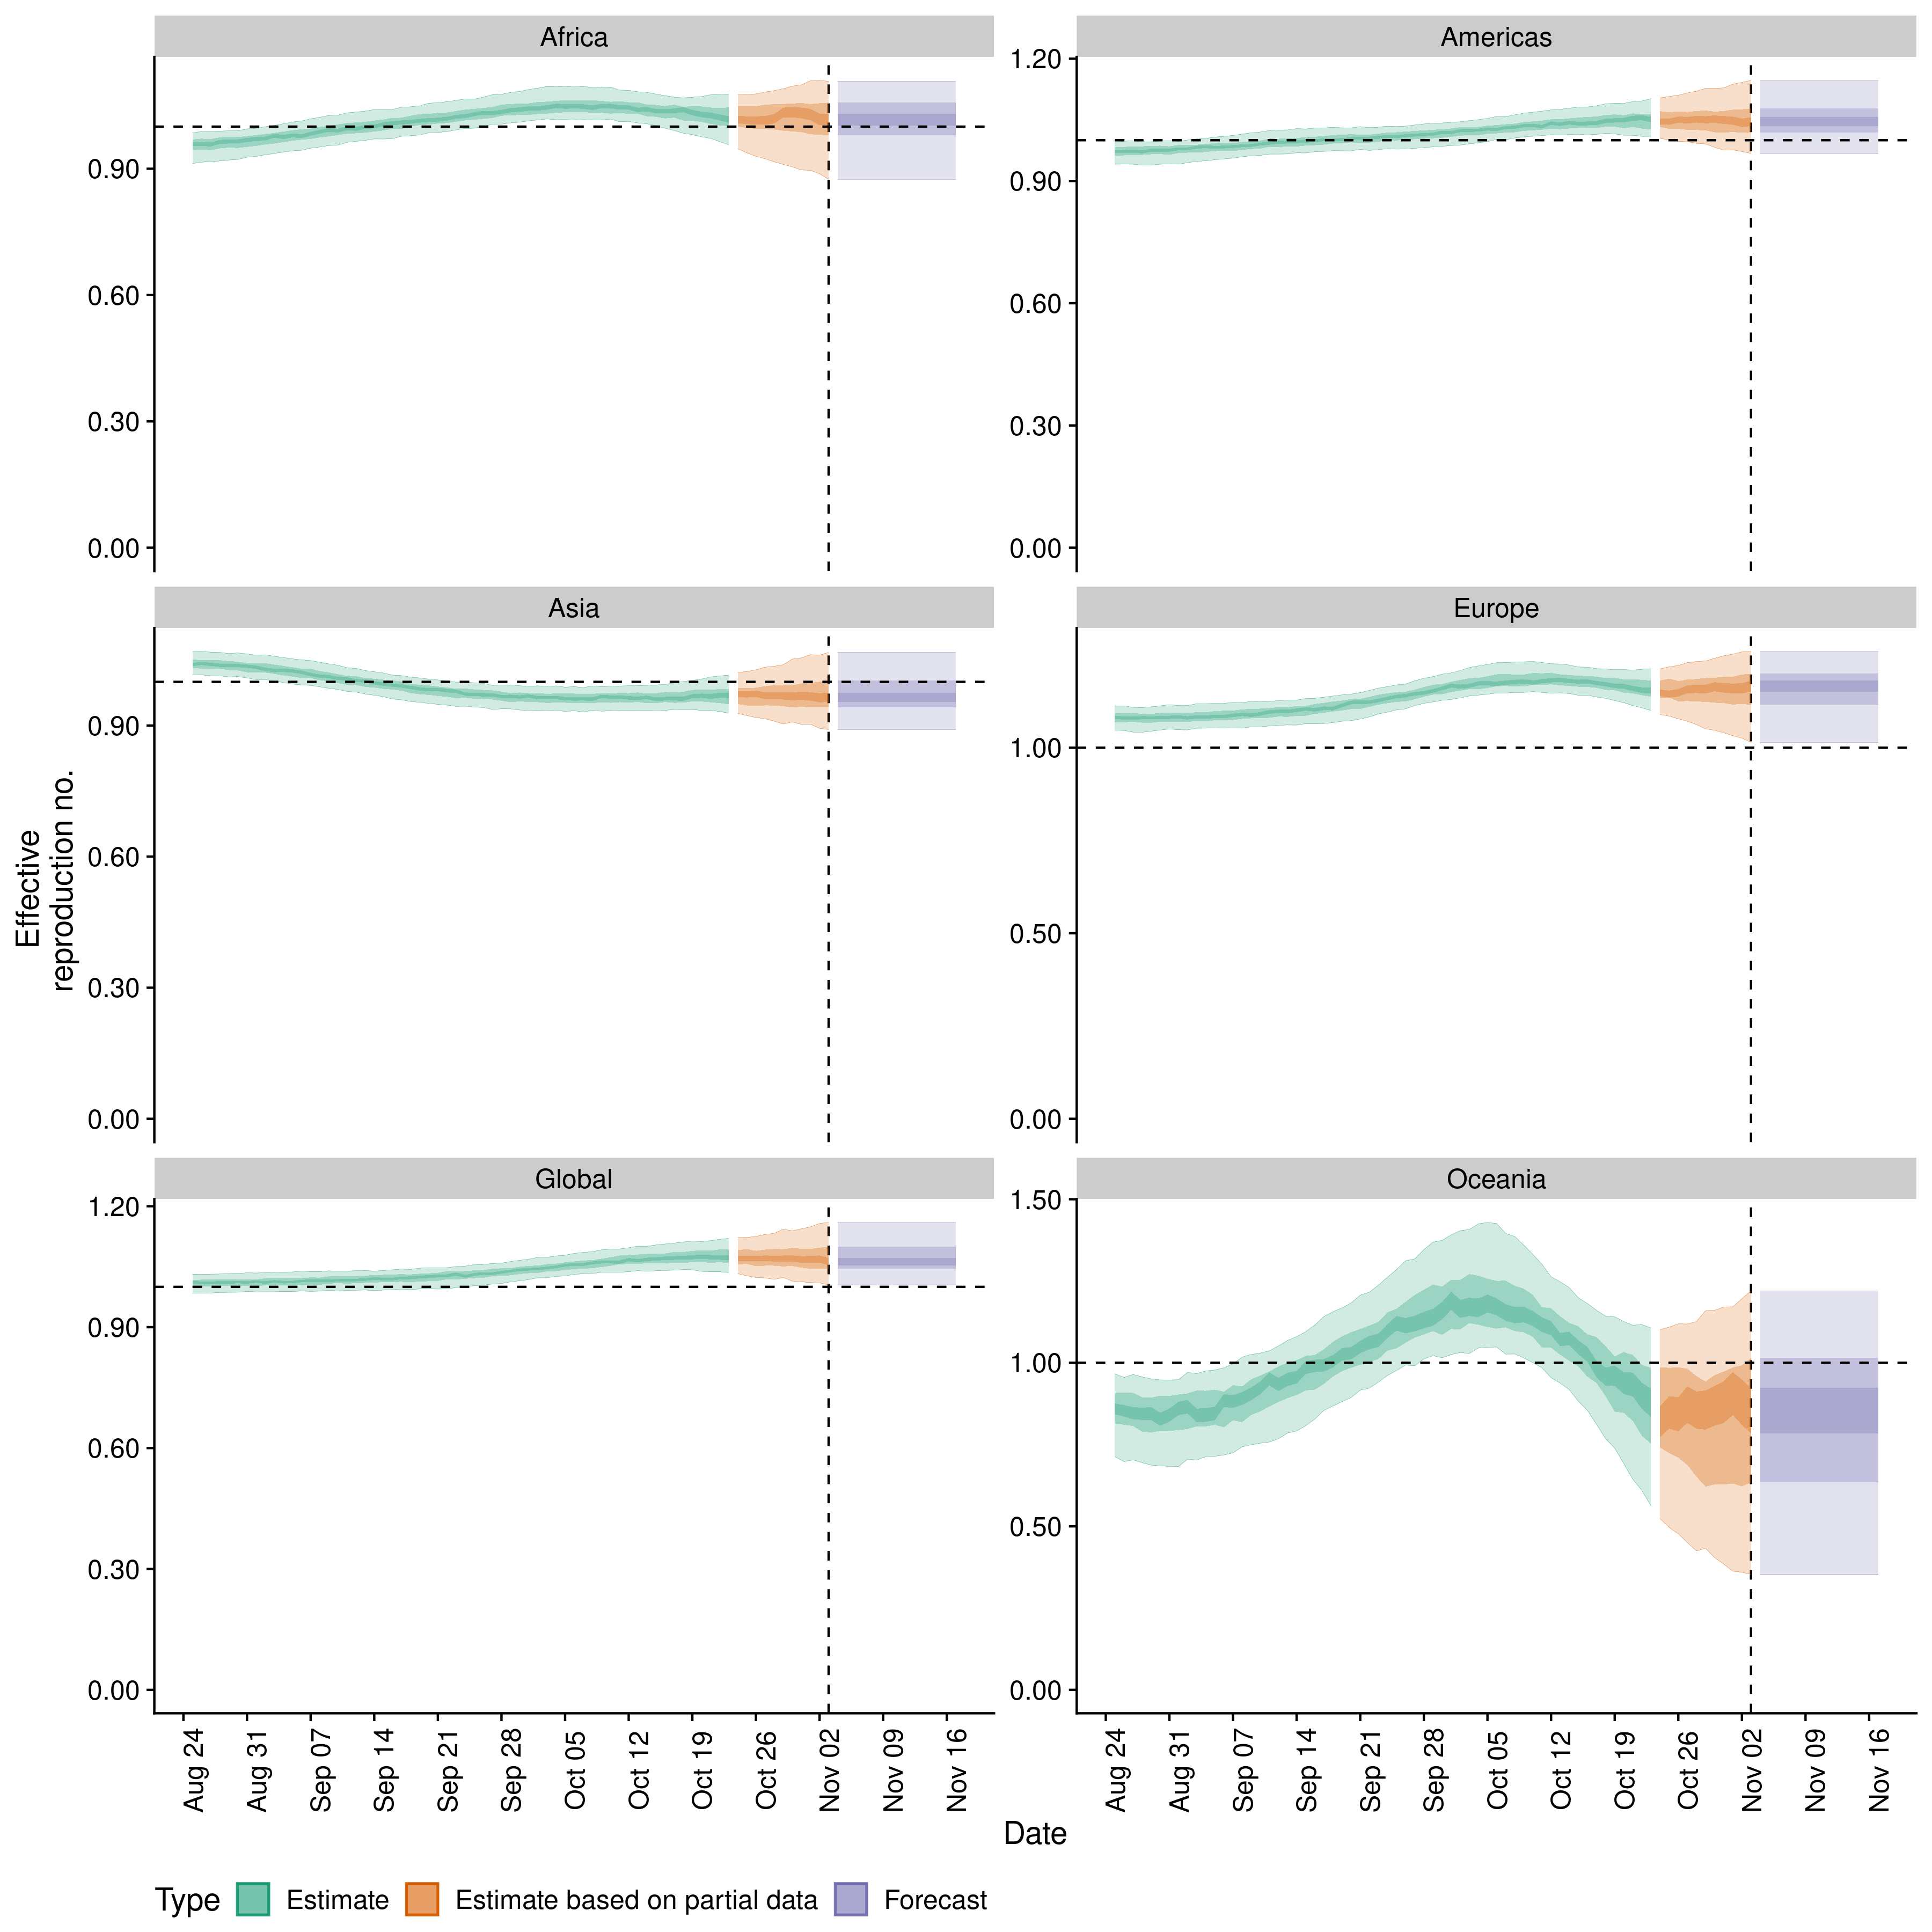 Africa
Americas
0.90
0.60
0.30
0.00
1.20
0.90
0.60
0.30
0.00
Asia
Europe
0.90
0.60
0.30
0.00
1.00
0.50
0.00
Effective
reproduction no.
Global
Oceania
1.20
0.90
0.60
0.30
0.00
1.50
1.00
0.50
0.00
Aug 24
Aug 31
Sep 07
Sep 14
Sep 21
Sep 28
Oct 05
Oct 12
Oct 19
Oct 26
Nov 02
Nov 09
Nov 16
Aug 24
Aug 31
Sep 07
Sep 14
Sep 21
Sep 28
Oct 05
Oct 12
Oct 19
Oct 26
Nov 02
Nov 09
Nov 16
Date
Type Estimate Estimate based on partial data Forecast